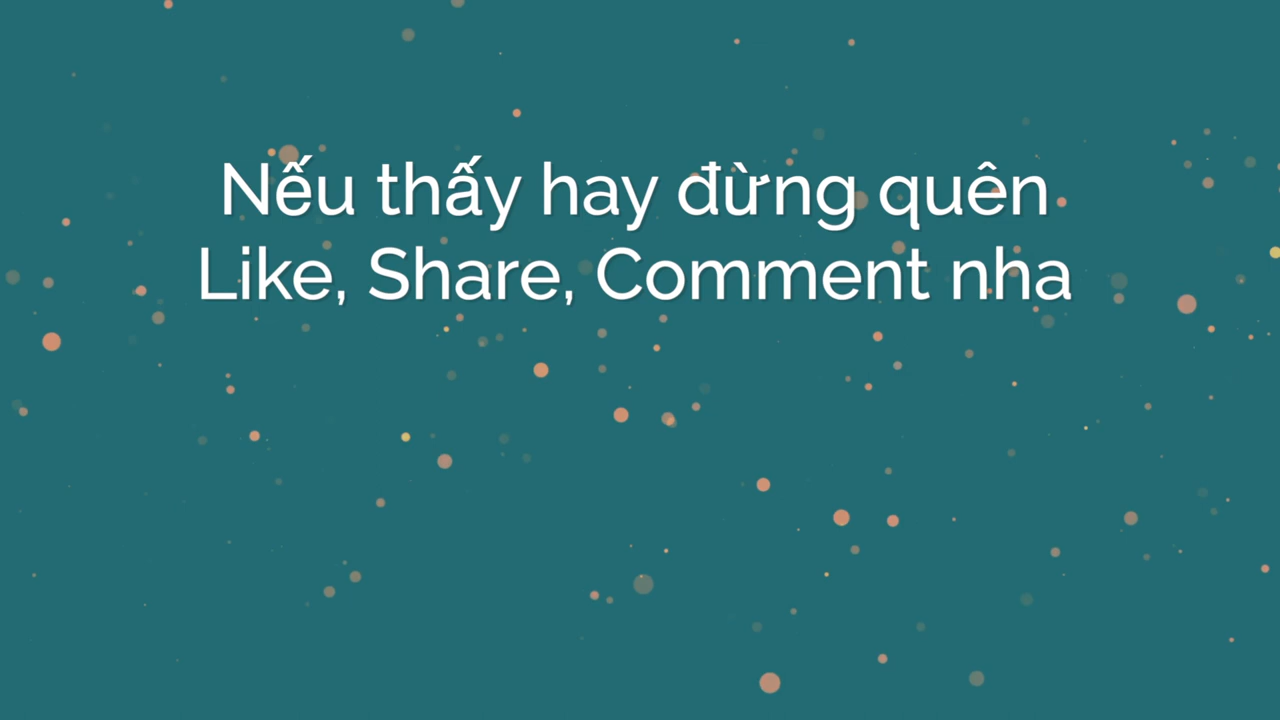 Nếu thấy hay đừng quên
Like, Share, Comment nha